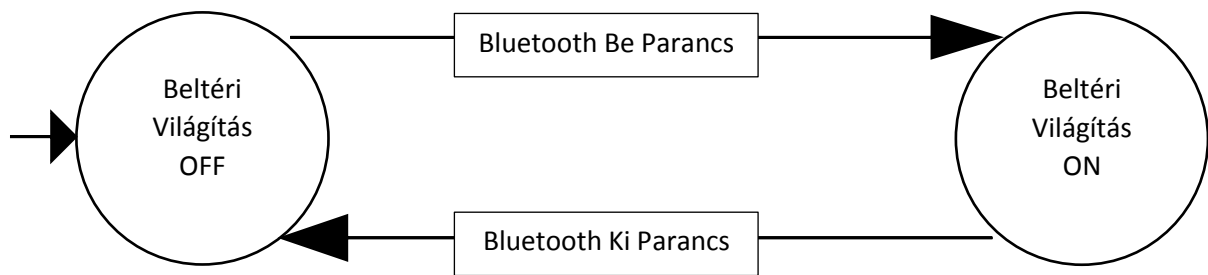 Beltéri
Világítás
OFF
Bluetooth Be Parancs
Beltéri
Világítás
ON
Bluetooth Ki Parancs